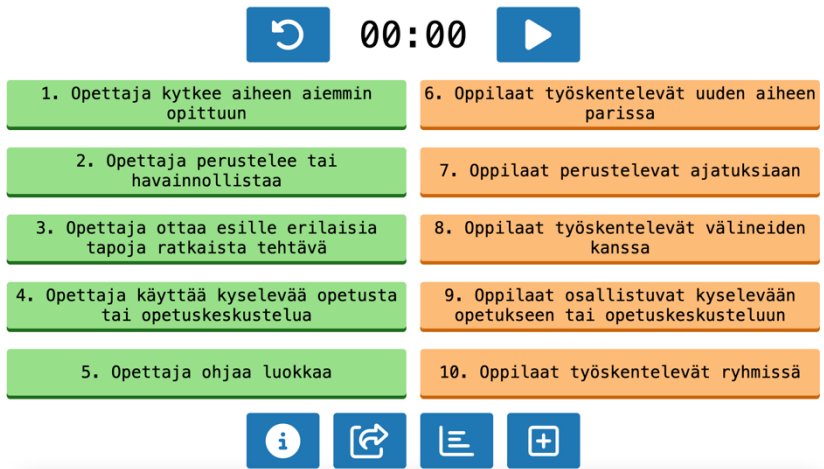 00:00
1. Opettaja kytkee aiheen aiemmin
opittuun
2. Opettaja perustelee tai
havainnollistaa
3. Opettaja ottaa esille erilaisia
tapoja ratkaista tehtävä
4. Opettaja käyttää kyselevää opetusta
tai opetuskeskustelua
5. Opettaja ohjaa luokkaa
6. Oppilaat työskentelevät uuden aiheen
parissa
7. Oppilaat perustelevat ajatuksiaan
8. Oppilaat työskentelevät välineiden
kanssa
9. Oppilaat osallistuvat kyselevään
opetukseen tai opetuskeskusteluun
10. Oppilaat työskentelevät ryhmissä